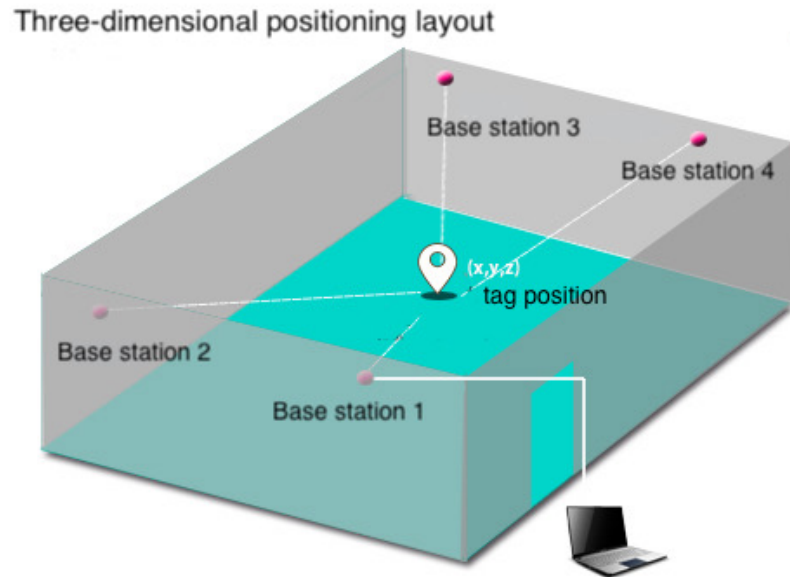 Three-dimensional positioning layout
Base station 3
Base station 4
(x,y,z)
tag position
Base station 2
Base station 1